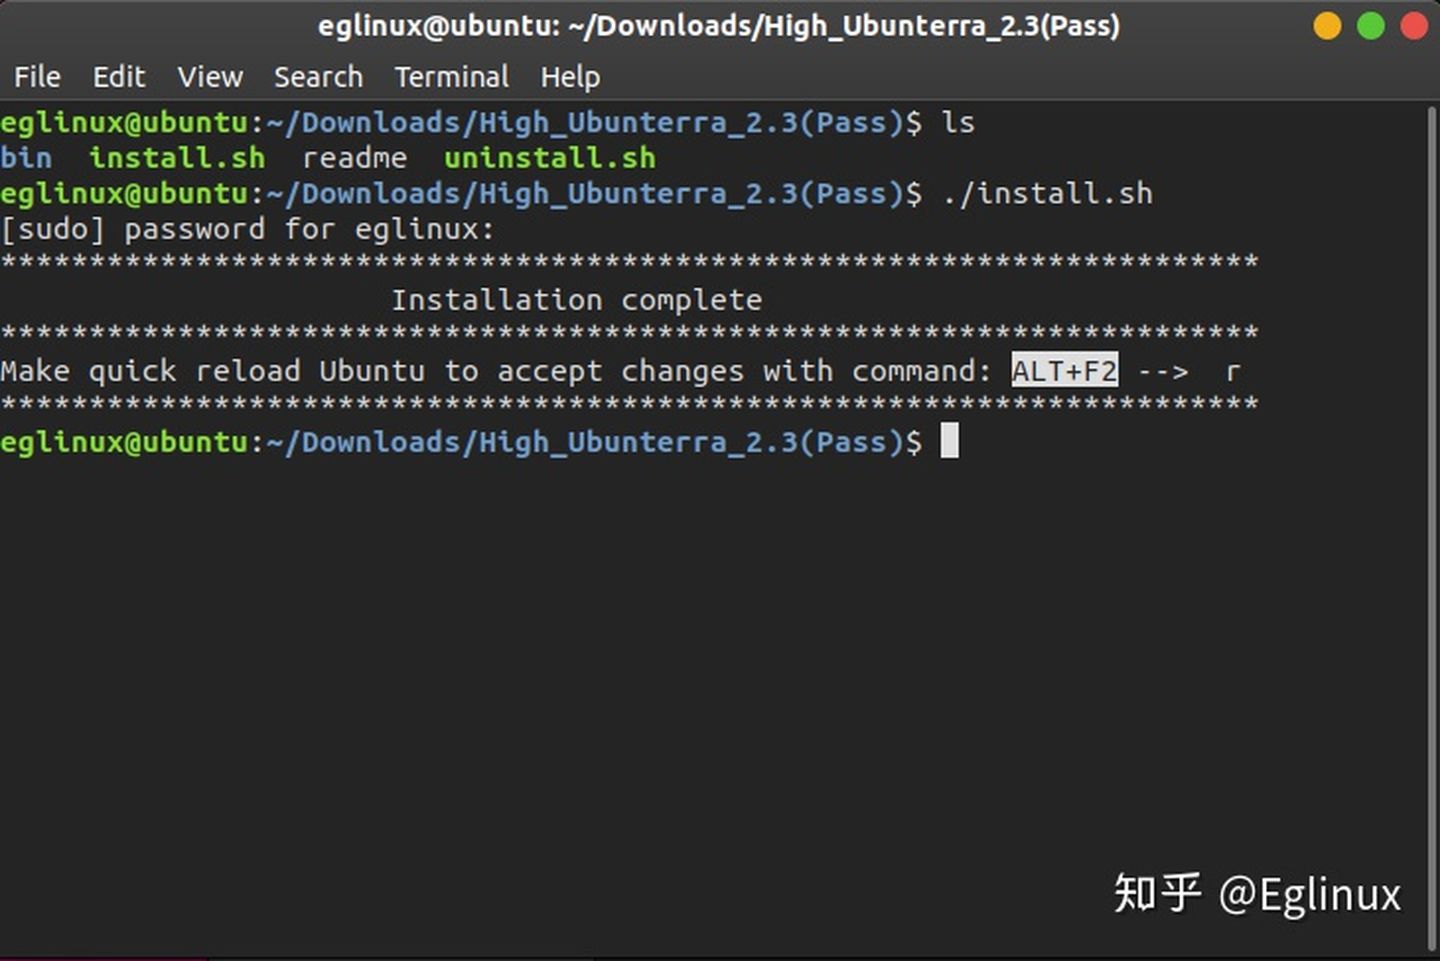 eglinux@ubuntu: ~/Downloads/High_Ubunterra_2.3(Pass)
File Edit View Search Terminal Help
eglinux@ubuntu:~/Downloads/High_Ubunterra_2.3(Pass)$ ls
bin install.sh readme uninstall.sh
eglinux@ubuntu:~/Downloads/High_Ubunterra_2.3(Pass)$ ./install.sh
[sudo] password for eglinux:
***********************************************************************
Installation complete
***********************************************************************
Make quick reload Ubuntu to accept changes with command: ALT+F2 --> r
***********************************************************************
eglinux@ubuntu:~/Downloads/High_Ubunterra_2.3(Pass)$
知乎 @Eglinux